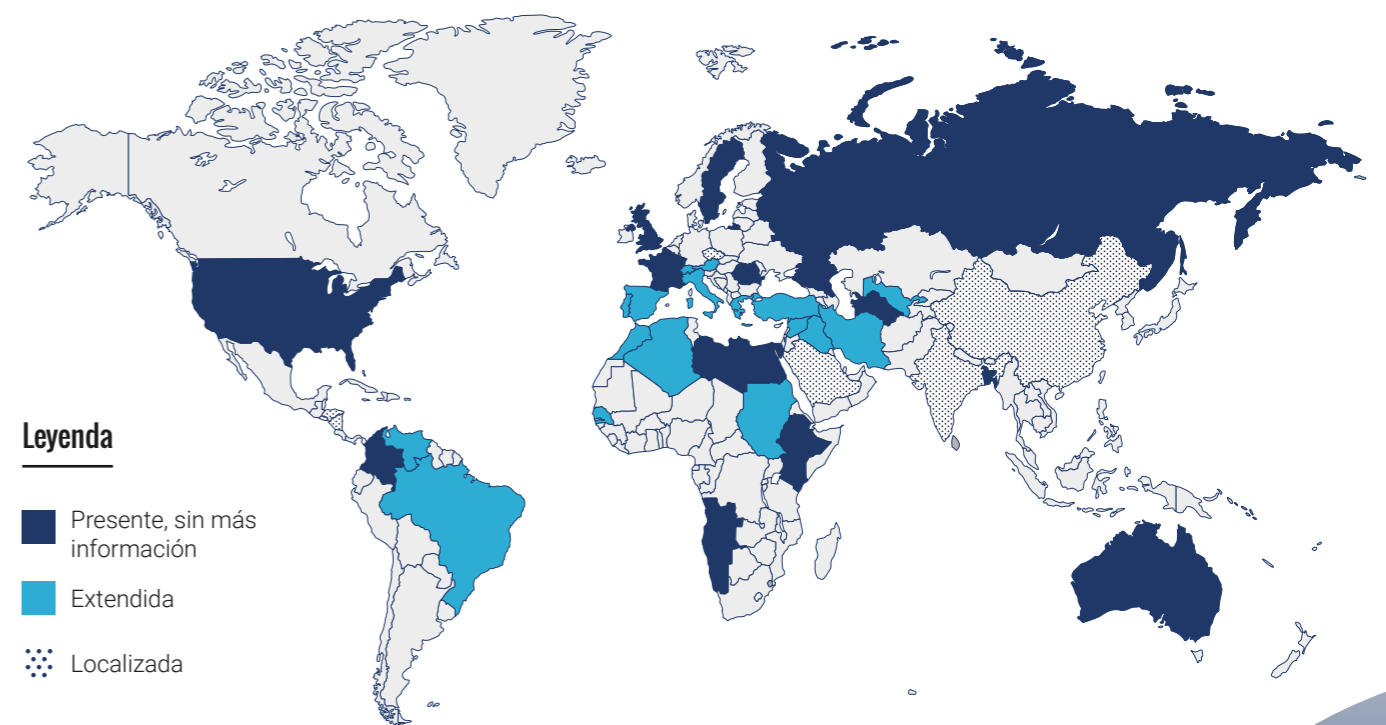 Leyenda
Presente, sin más
información
Extendida
Localizada